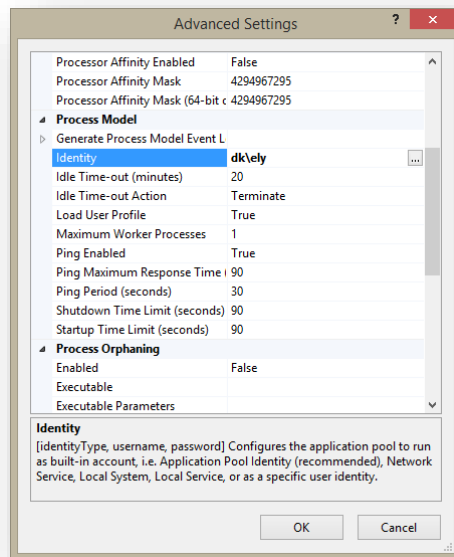 Advanced Settings ? ×
Processor Affinity Enabled False
Processor Affinity Mask 4294967295
Processor Affinity Mask (64-bit c 4294967295
Process Model
Generate Process Model Event L
Identity dk\ely ...
Idle Time-out (minutes) 20
Idle Time-out Action Terminate
Load User Profile True
Maximum Worker Processes 1
Ping Enabled True
Ping Maximum Response Time ( 90
Ping Period (seconds) 30
Shutdown Time Limit (seconds) 90
Startup Time Limit (seconds) 90
Process Orphaning
Enabled False
Executable
Executable Parameters
Identity
[identityType, username, password] Configures the application pool to run
as built-in account, i.e. Application Pool Identity (recommended), Network
Service, Local System, Local Service, or as a specific user identity.
OK Cancel